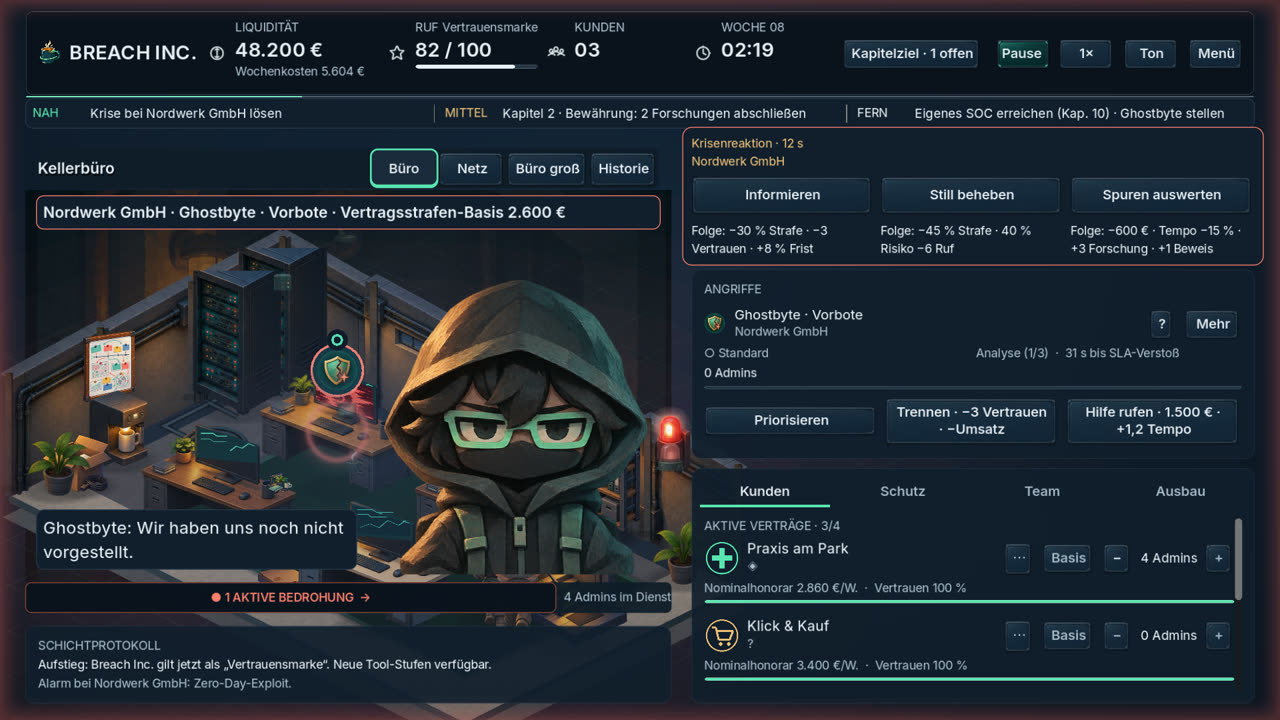 BREACH INC.
LIQUIDITÄT
48.200 €
Wochenkosten 5.604 €
RUF Vertrauensmarke
82 / 100
KUNDEN
03
WOCHE 08
02:19
Kapitelziel · 1 offen
Pause
1×
Ton
Menü
NAH Krise bei Nordwerk GmbH lösen
MITTEL Kapitel 2 · Bewährung: 2 Forschungen abschließen
FERN Eigenes SOC erreichen (Kap. 10) · Ghostbyte stellen
Kellerbüro
Büro
Netz
Büro groß
Historie
Nordwerk GmbH · Ghostbyte · Vorbote · Vertragsstrafen-Basis 2.600 €
Ghostbyte: Wir haben uns noch nicht
vorgestellt.
1 AKTIVE BEDROHUNG →
4 Admins im Dienst
SCHICHTPROTOKOLL
Aufstieg: Breach Inc. gilt jetzt als „Vertrauensmarke“. Neue Tool-Stufen verfügbar.
Alarm bei Nordwerk GmbH: Zero-Day-Exploit.
Krisenreaktion · 12 s
Nordwerk GmbH
Informieren
Still beheben
Spuren auswerten
Folge: −30 % Strafe · −3
Vertrauen · +8 % Frist
Folge: −45 % Strafe · 40 %
Risiko −6 Ruf
Folge: −600 € · Tempo −15 % ·
+3 Forschung · +1 Beweis
ANGRIFFE
Ghostbyte · Vorbote
Nordwerk GmbH
?
Mehr
Standard
Analyse (1/3) · 31 s bis SLA-Verstoß
0 Admins
Priorisieren
Trennen · −3 Vertrauen
· −Umsatz
Hilfe rufen · 1.500 € ·
+1,2 Tempo
Kunden
Schutz
Team
Ausbau
AKTIVE VERTRÄGE · 3/4
Praxis am Park
···
Basis
−
4 Admins
+
Nominalhonorar 2.860 €/W. · Vertrauen 100 %
Klick & Kauf
?
···
Basis
−
0 Admins
+
Nominalhonorar 3.400 €/W. · Vertrauen 100 %